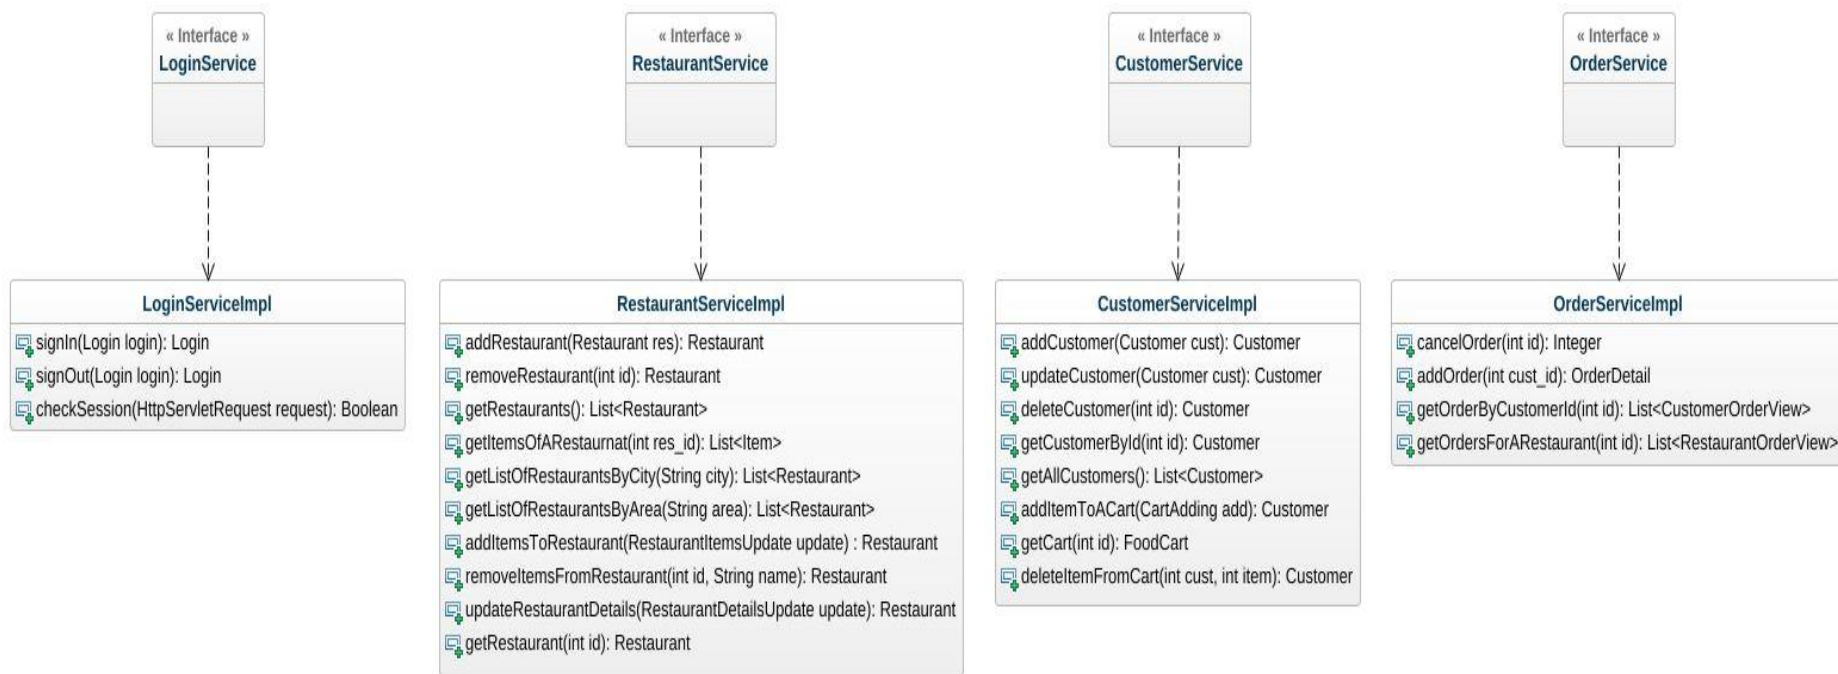 « Interface »
LoginService
« Interface »
RestaurantService
« Interface »
CustomerService
« Interface »
OrderService
LoginServiceImpl
signIn(Login login): Login
signOut(Login login): Login
checkSession(HttpServletRequest request): Boolean
RestaurantServiceImpl
addRestaurant(Restaurant res): Restaurant
removeRestaurant(int id): Restaurant
getRestaurants(): List<Restaurant>
getItemsOfARestaurnat(int res_id): List<Item>
getListOfRestaurantsByCity(String city): List<Restaurant>
getListOfRestaurantsByArea(String area): List<Restaurant>
addItemsToRestaurant(RestaurantItemsUpdate update) : Restaurant
removeItemsFromRestaurant(int id, String name): Restaurant
updateRestaurantDetails(RestaurantDetailsUpdate update): Restaurant
getRestaurant(int id): Restaurant
CustomerServiceImpl
addCustomer(Customer cust): Customer
updateCustomer(Customer cust): Customer
deleteCustomer(int id): Customer
getCustomerById(int id): Customer
getAllCustomers(): List<Customer>
addItemToACart(CartAdding add): Customer
getCart(int id): FoodCart
deleteItemFromCart(int cust, int item): Customer
OrderServiceImpl
cancelOrder(int id): Integer
addOrder(int cust_id): OrderDetail
getOrderByCustomerId(int id): List<CustomerOrderView>
getOrdersForARestaurant(int id): List<RestaurantOrderView>